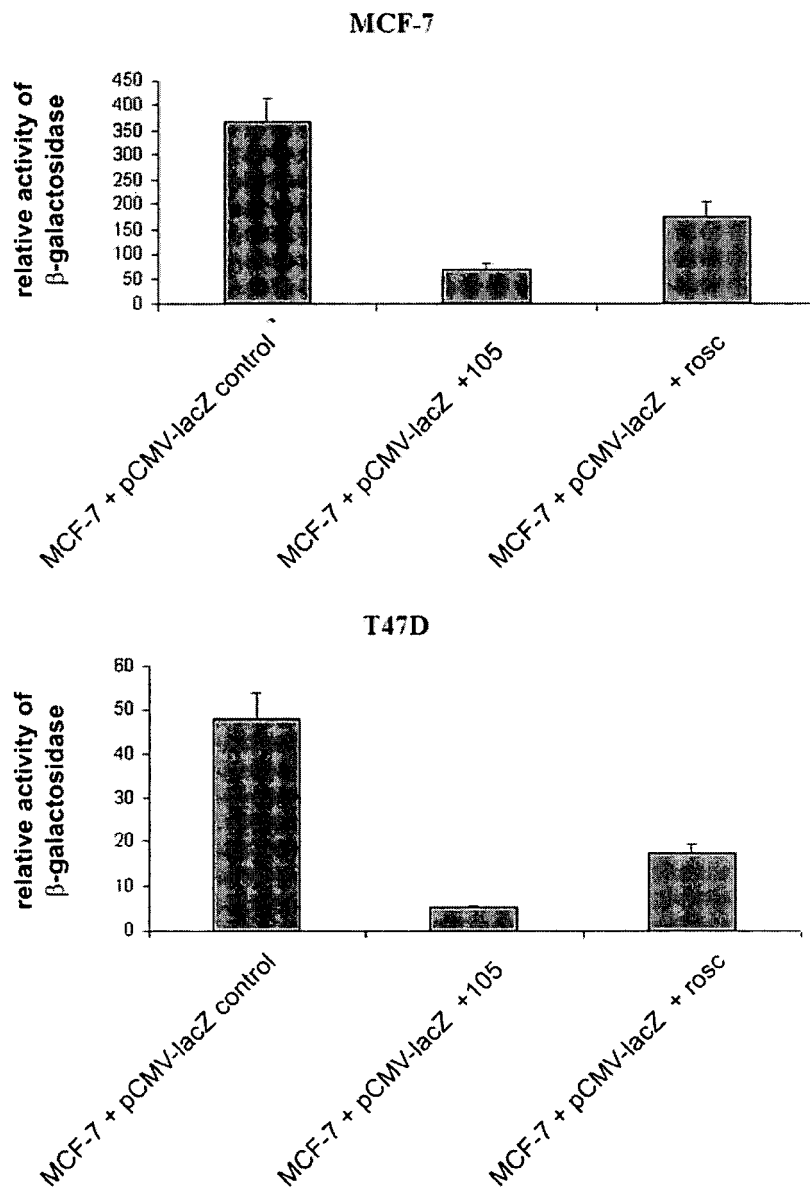 MCF-7
relative activity of
β-galactosidase
450
400
350
300
250
200
150
100
50
0
MCF-7 + pCMV-lacZ control
MCF-7 + pCMV-lacZ +105
MCF-7 + pCMV-lacZ + rosc
T47D
relative activity of
β-galactosidase
60
50
40
30
20
10
0
MCF-7 + pCMV-lacZ control
MCF-7 + pCMV-lacZ +105
MCF-7 + pCMV-lacZ + rosc